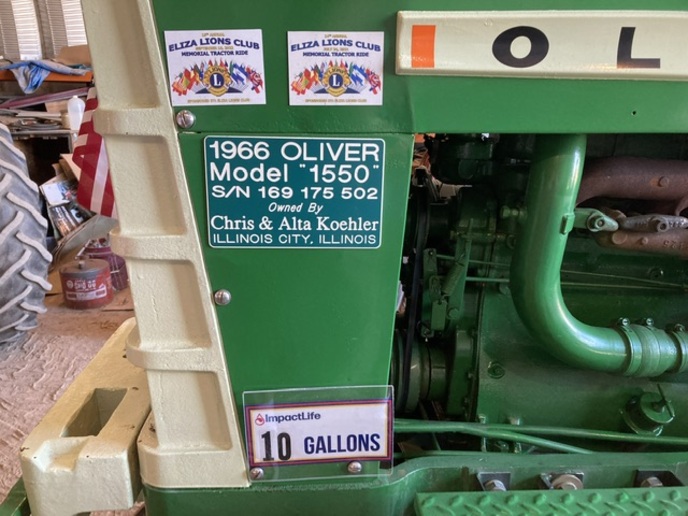 ELIZA LIONS CLUB
MEMORIAL TRACTOR RIDE
L
ELIZA LIONS CLUB
MEMORIAL TRACTOR RIDE
L
OL
1966 OLIVER
Model "1550"
S/N 169 175 502
Owned By
Chris & Alta Koehler
ILLINOIS CITY, ILLINOIS
ImpactLife
10 GALLONS